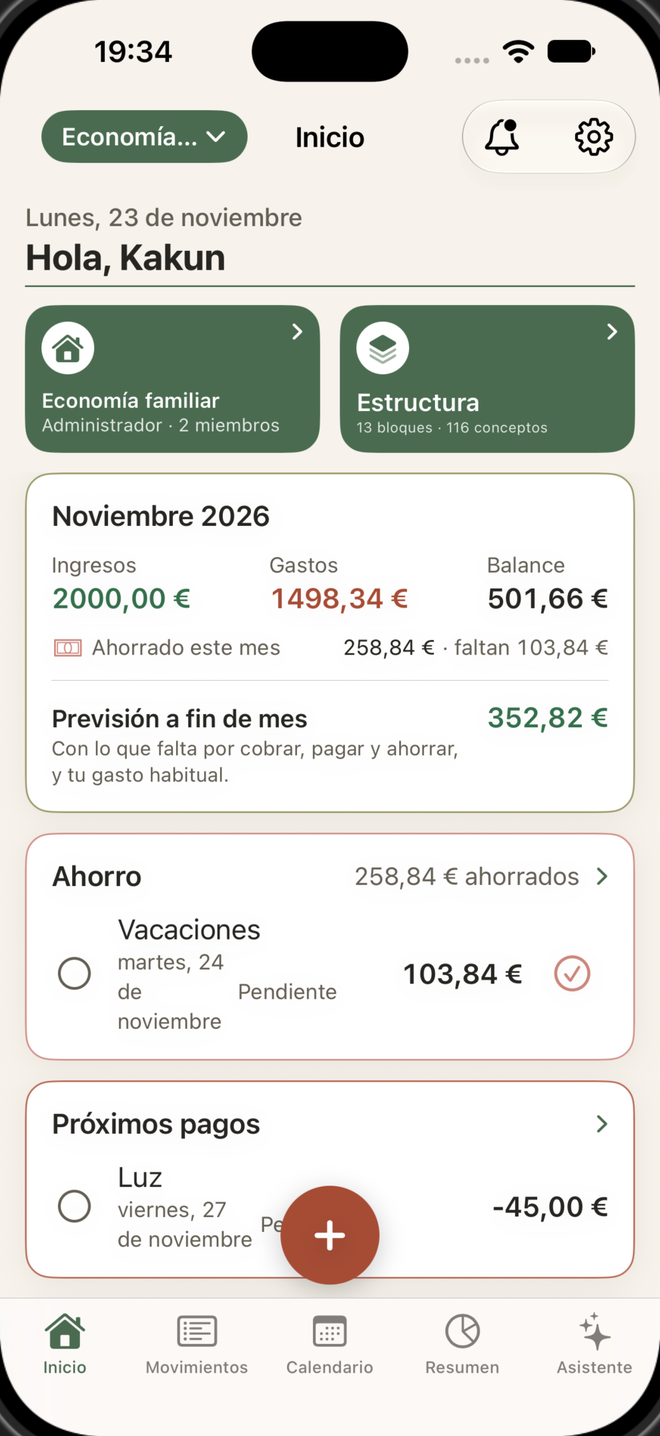 19:34
Economía...
Inicio
Lunes, 23 de noviembre
Hola, Kakun
Economía familiar
Administrador · 2 miembros
Estructura
13 bloques · 116 conceptos
Noviembre 2026
Ingresos Gastos Balance
2000,00 € 1498,34 € 501,66 €
Ahorrado este mes 258,84 € · faltan 103,84 €
Previsión a fin de mes 352,82 €
Con lo que falta por cobrar, pagar y ahorrar,
y tu gasto habitual.
Ahorro 258,84 € ahorrados
Vacaciones
martes, 24
de
noviembre
Pendiente
103,84 €
Próximos pagos
Luz
viernes, 27
de noviembre
Pe
-45,00 €
Inicio Movimientos Calendario Resumen Asistente